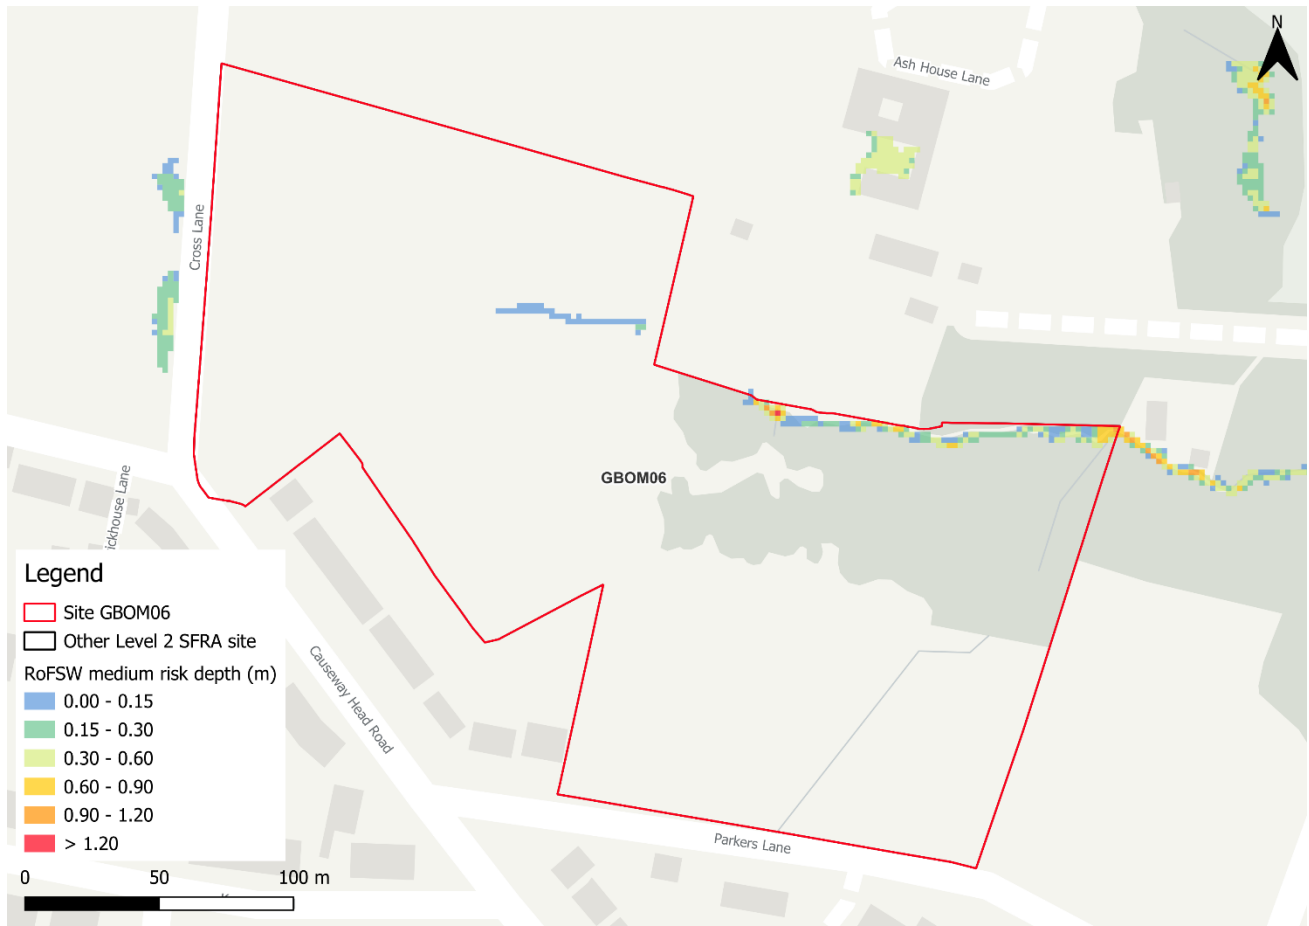 N
Ash House Lane
Cross Lane
GBOM06
ickhouse Lane
Causeway Head Road
Parkers Lane
Legend
Site GBOM06
Other Level 2 SFRA site
RoFSW medium risk depth (m)
0.00 - 0.15
0.15 - 0.30
0.30 - 0.60
0.60 - 0.90
0.90 - 1.20
> 1.20
0 50 100 m